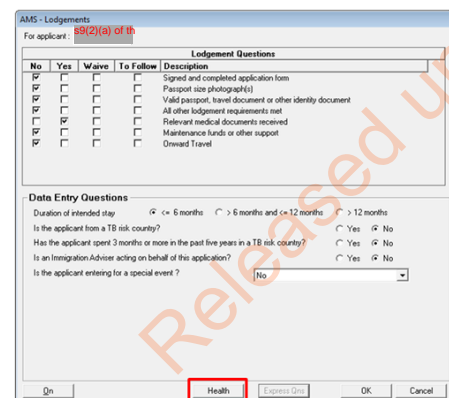 AMS - Lodgements
For applicant : s9(2)(a) of th
Lodgement Questions
No Yes Waive To Follow Description
Signed and completed application form
Passport size photograph(s)
Valid passport, travel document or other identity document
All other lodgement requirements met
Relevant medical documents received
Maintenance funds or other support
Onward Travel
Data Entry Questions
Duration of intended stay <= 6 months > 6 months and <= 12 months > 12 months
Is the applicant from a TB risk country? Yes No
Has the applicant spent 3 months or more in the past five years in a TB risk country? Yes No
Is an Immigration Adviser acting on behalf of this application? Yes No
Is the applicant entering for a special event ? No
Qn Health Express Qns OK Cancel
Released u